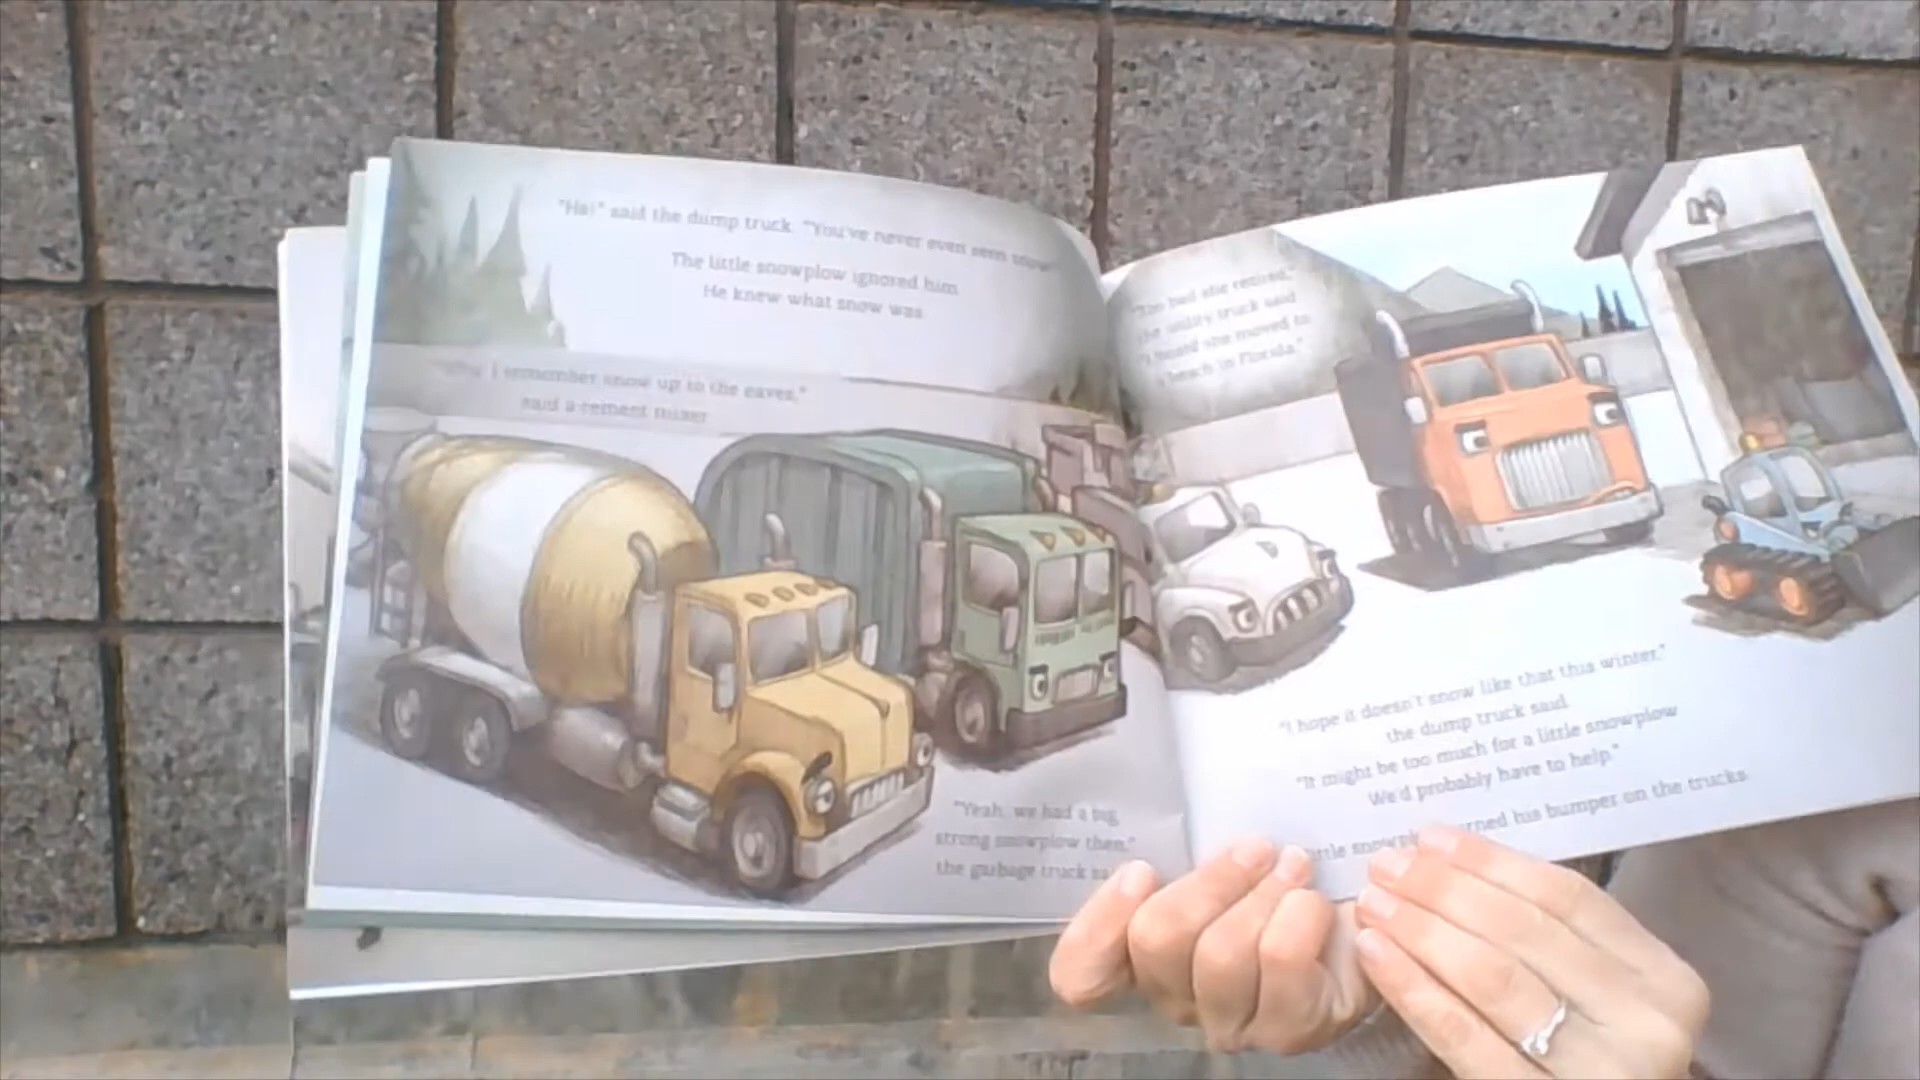 "Ha!" said the dump truck. "You've never even seen snow."
The little snowplow ignored him.
He knew what snow was.
I remember snow up to the eaves,"
said a cement mixer.
"Yeah, we had a big,
strong snowplow then,"
the garbage truck
"Too bad she retired,"
the utility truck said.
"I heard she moved to
a beach in Florida."
"I hope it doesn't snow like that this winter,"
the dump truck said.
"It might be too much for a little snowplow.
We'd probably have to help."
little his bumper on the trucks.